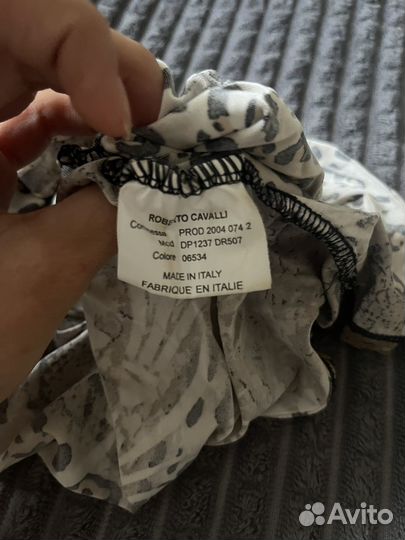 ROBERTO CAVALLI
Commessa PROD 2004 074 2
Mod DP1237 DR507
Colore 06534
MADE IN ITALY
FABRIQUE EN ITALIE
Avito